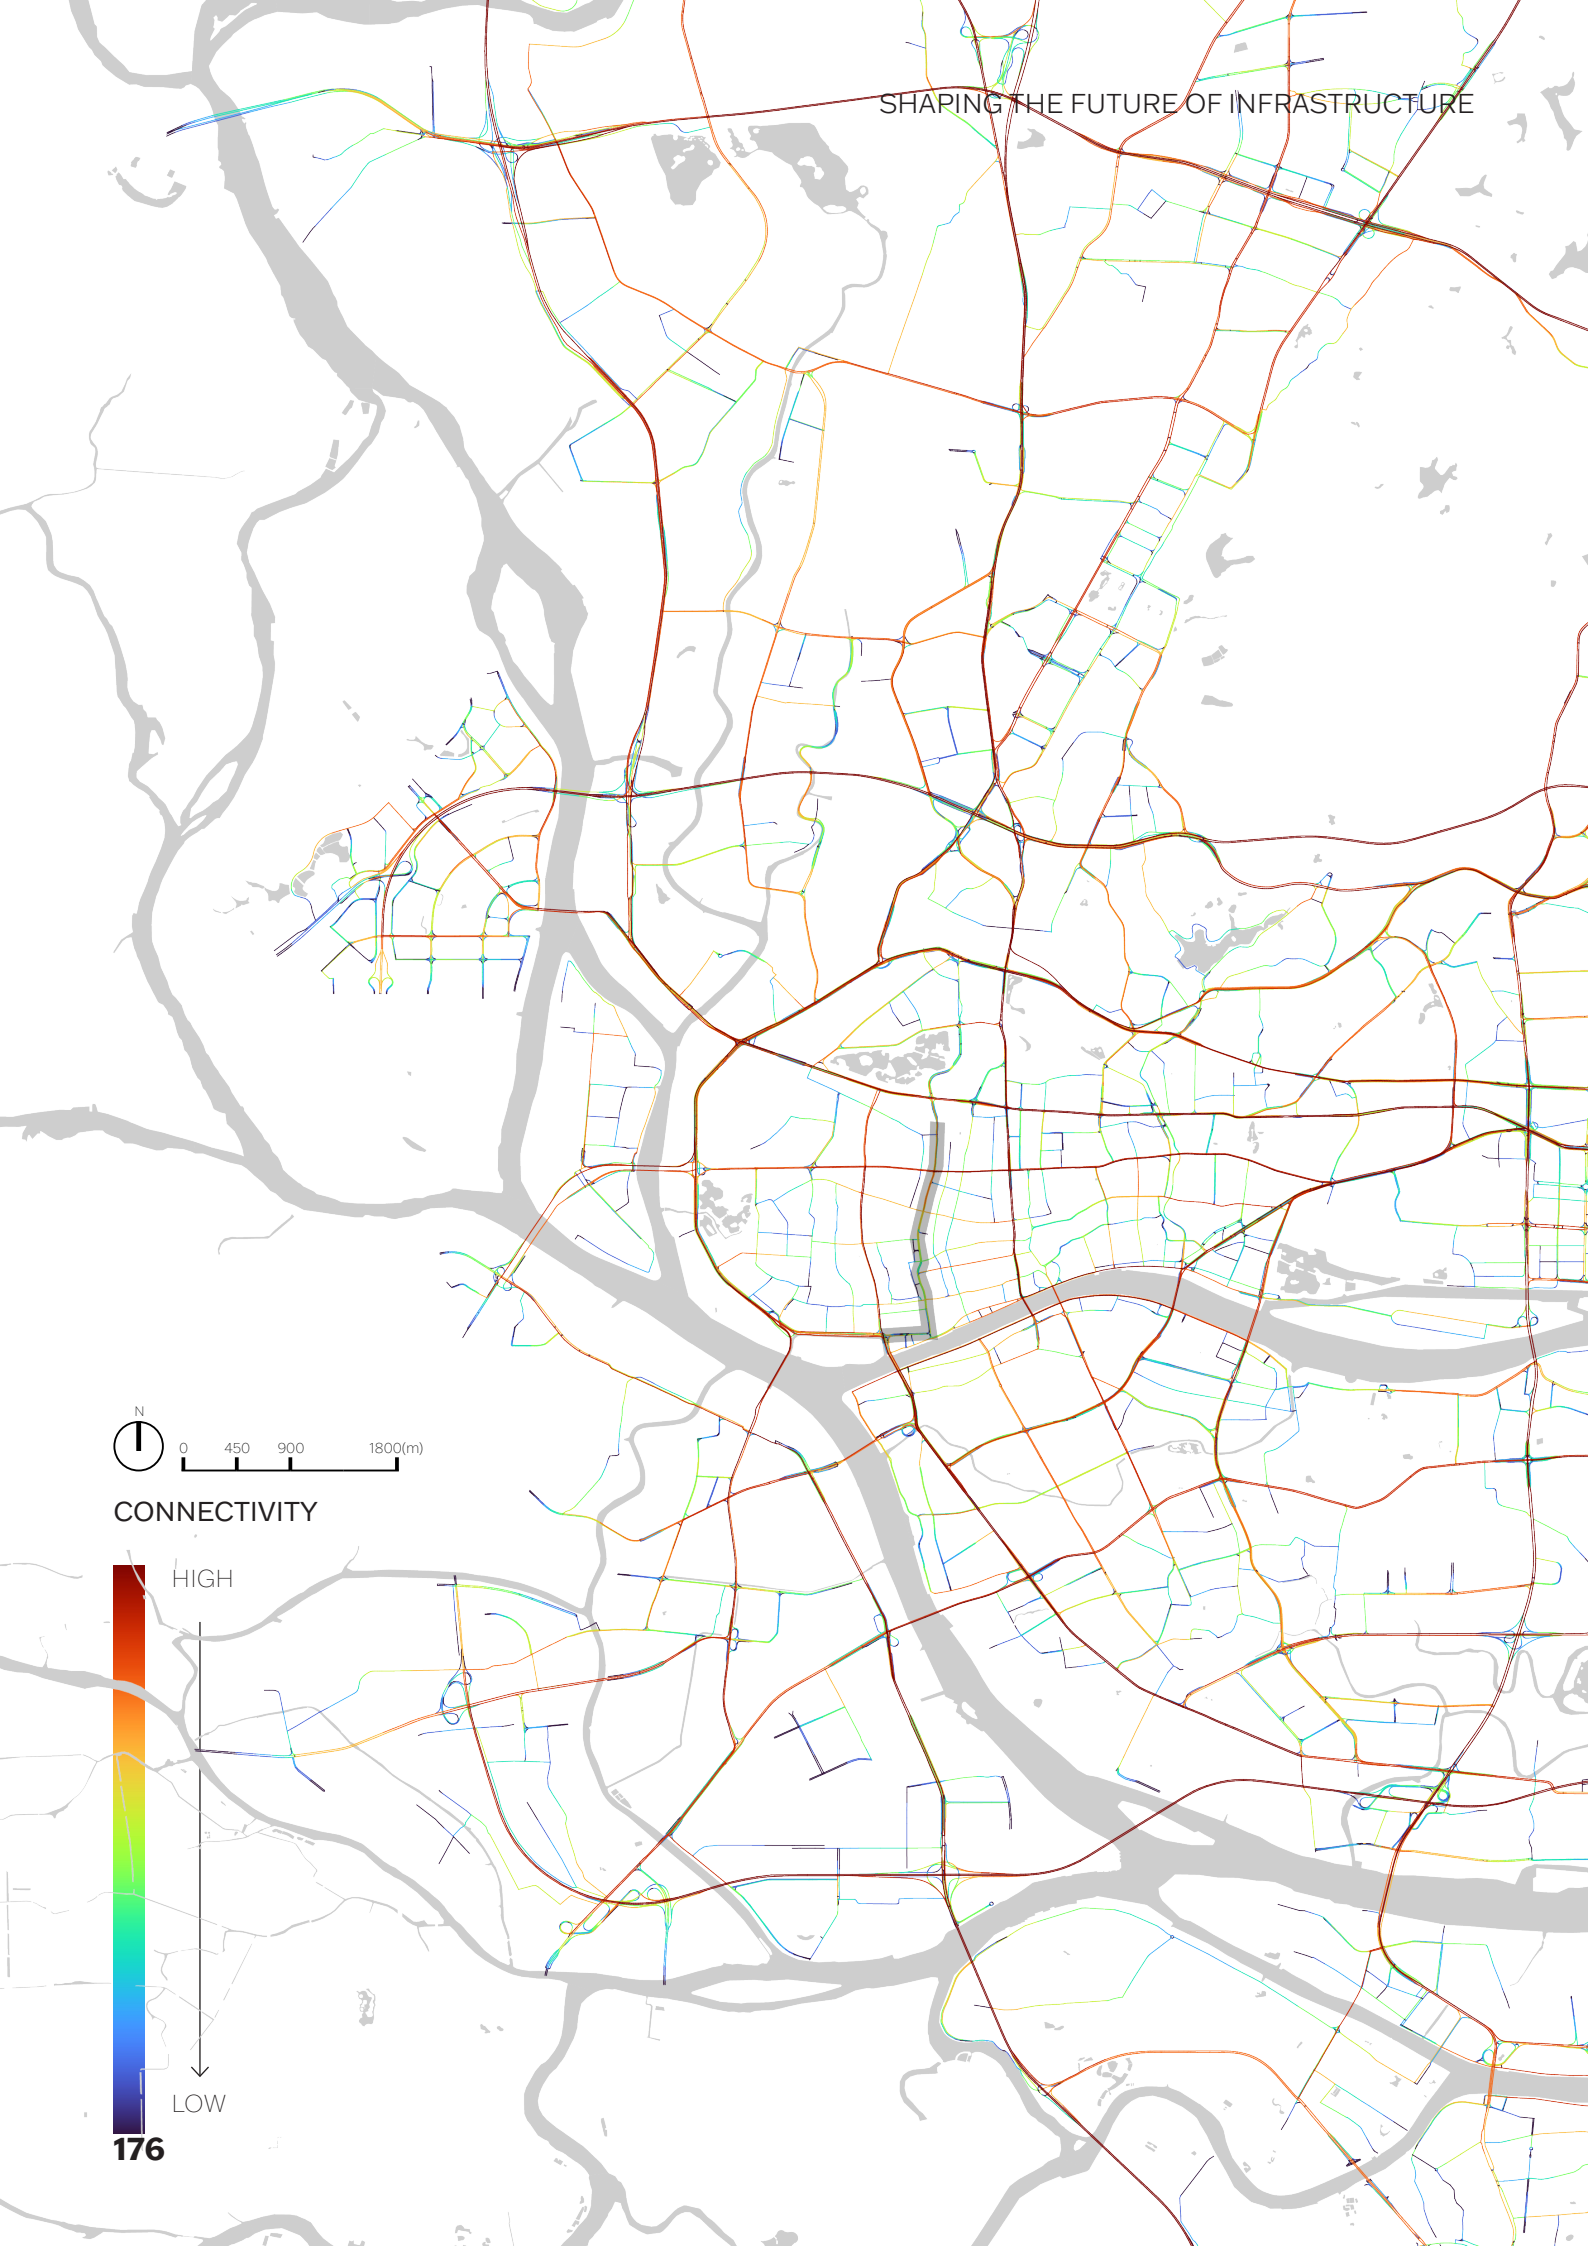 SHAPING THE FUTURE OF INFRASTRUCTURE
N
0 450 900 1800(m)
CONNECTIVITY
HIGH
LOW
176